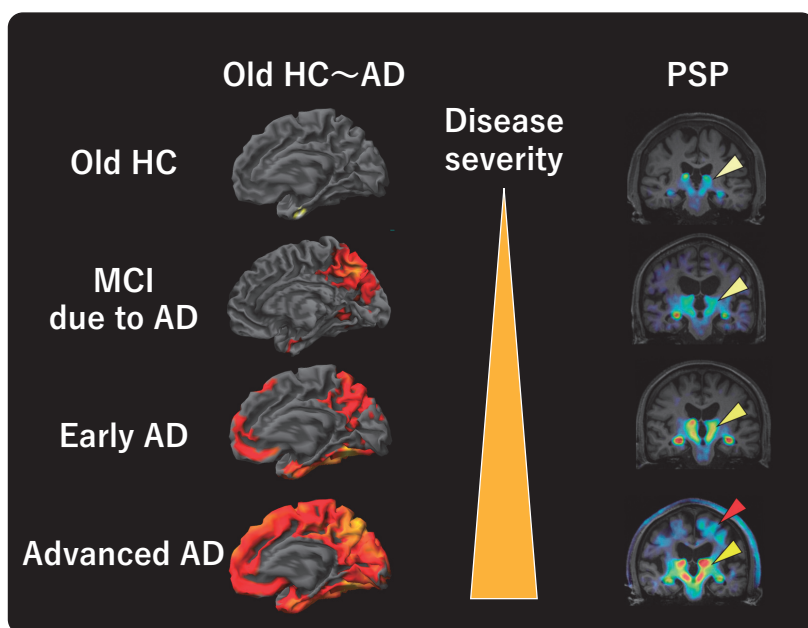 Old HC～AD
PSP
Disease
severity
Old HC
MCI
due to AD
Early AD
Advanced AD